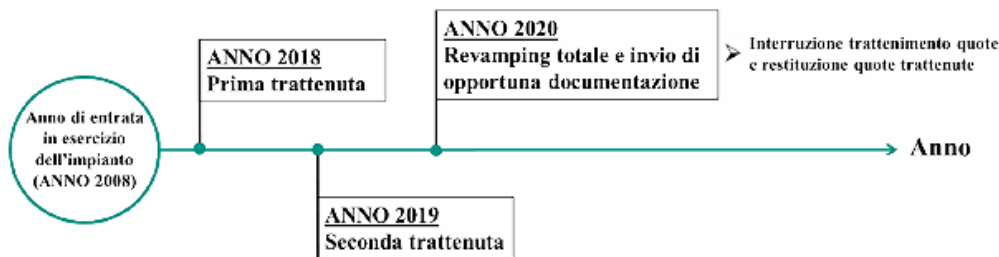 Anno di entrata
in esercizio
dell'impianto
(ANNO 2008)
ANNO 2018
Prima trattenuta
ANNO 2019
Seconda trattenuta
ANNO 2020
Revamping totale e invio di
opportuna documentazione
Interruzione trattenimento quote
e restituzione quote trattenute
Anno